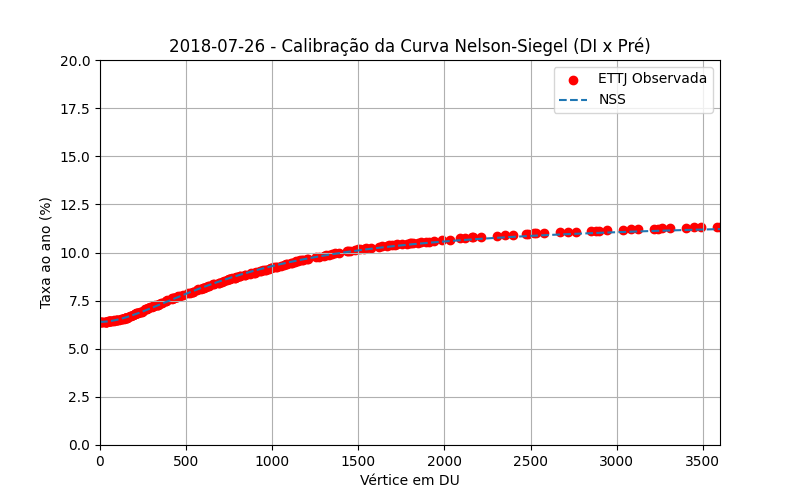 2018-07-26 - Calibração da Curva Nelson-Siegel (DI x Pré)
ETTJ Observada
NSS
Taxa ao ano (%)
20.0
17.5
15.0
12.5
10.0
7.5
5.0
2.5
0.0
0 500 1000 1500 2000 2500 3000 3500
Vértice em DU